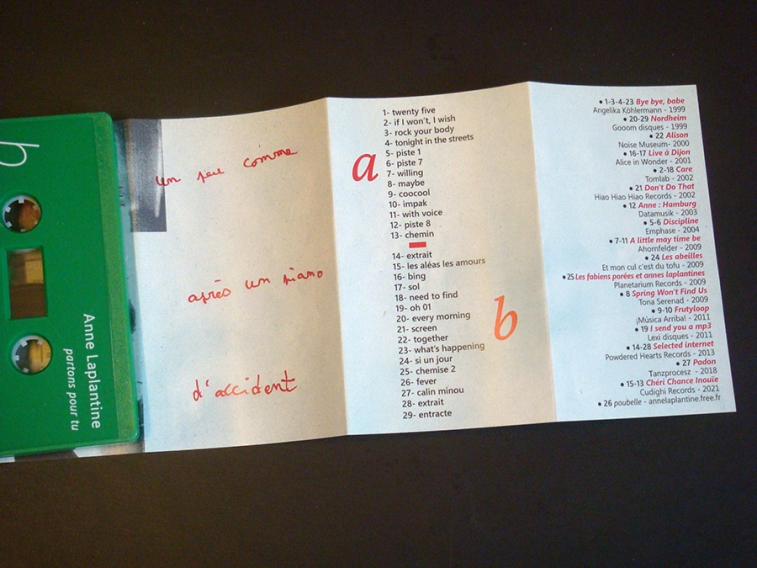 b
Anne Laplantine
partons pour tu
un peu comme
après un piano
d'accident
a
1- twenty five
2- if I won't, I wish
3- rock your body
4- tonight in the streets
5- piste 1
6- piste 7
7- willing
8- maybe
9- coocool
10- impak
11- with voice
12- piste 8
13- chemin
14- extrait
15- les aléas les amours
16- bing
17- sol
18- need to find
19- oh 01
20- every morning
21- screen
22- together
23- what's happening
24- si un jour
25- chemise 2
26- fever
27- calin minou
28- extrait
29- entracte
b
• 1-3-4-23 Bye bye, babe
Angelika Köhlermann - 1999
• 20-29 Nordheim
Gooom disques - 1999
• 22 Alison
Noise Museum- 2000
• 16-17 Live à Dijon
Alice in Wonder - 2001
• 2-18 Care
Tomlab - 2002
• 21 Don't Do That
Hiao Hiao Hiao Records - 2002
• 12 Anne : Hamburg
Datamusik - 2003
• 5-6 Discipline
Emphase - 2004
• 7-11 A little may time be
Ahornfelder - 2009
• 24 Les abeilles
Et mon cul c'est du tofu - 2009
• 25 Les fabiens porées et annes laplantines
Planetarium Records - 2009
• 8 Spring Won't Find Us
Tona Serenad - 2009
• 9-10 Frutyloop
¡Música Arriba! - 2011
• 19 I send you a mp3
Lexi disques - 2011
• 14-28 Selected internet
Powdered Hearts Records - 2013
• 27 Padon
Tanzprocesz - 2018
• 15-13 Chéri Chance Inouïe
Cudighi Records - 2021
• 26 poubelle - annelaplantine.free.fr